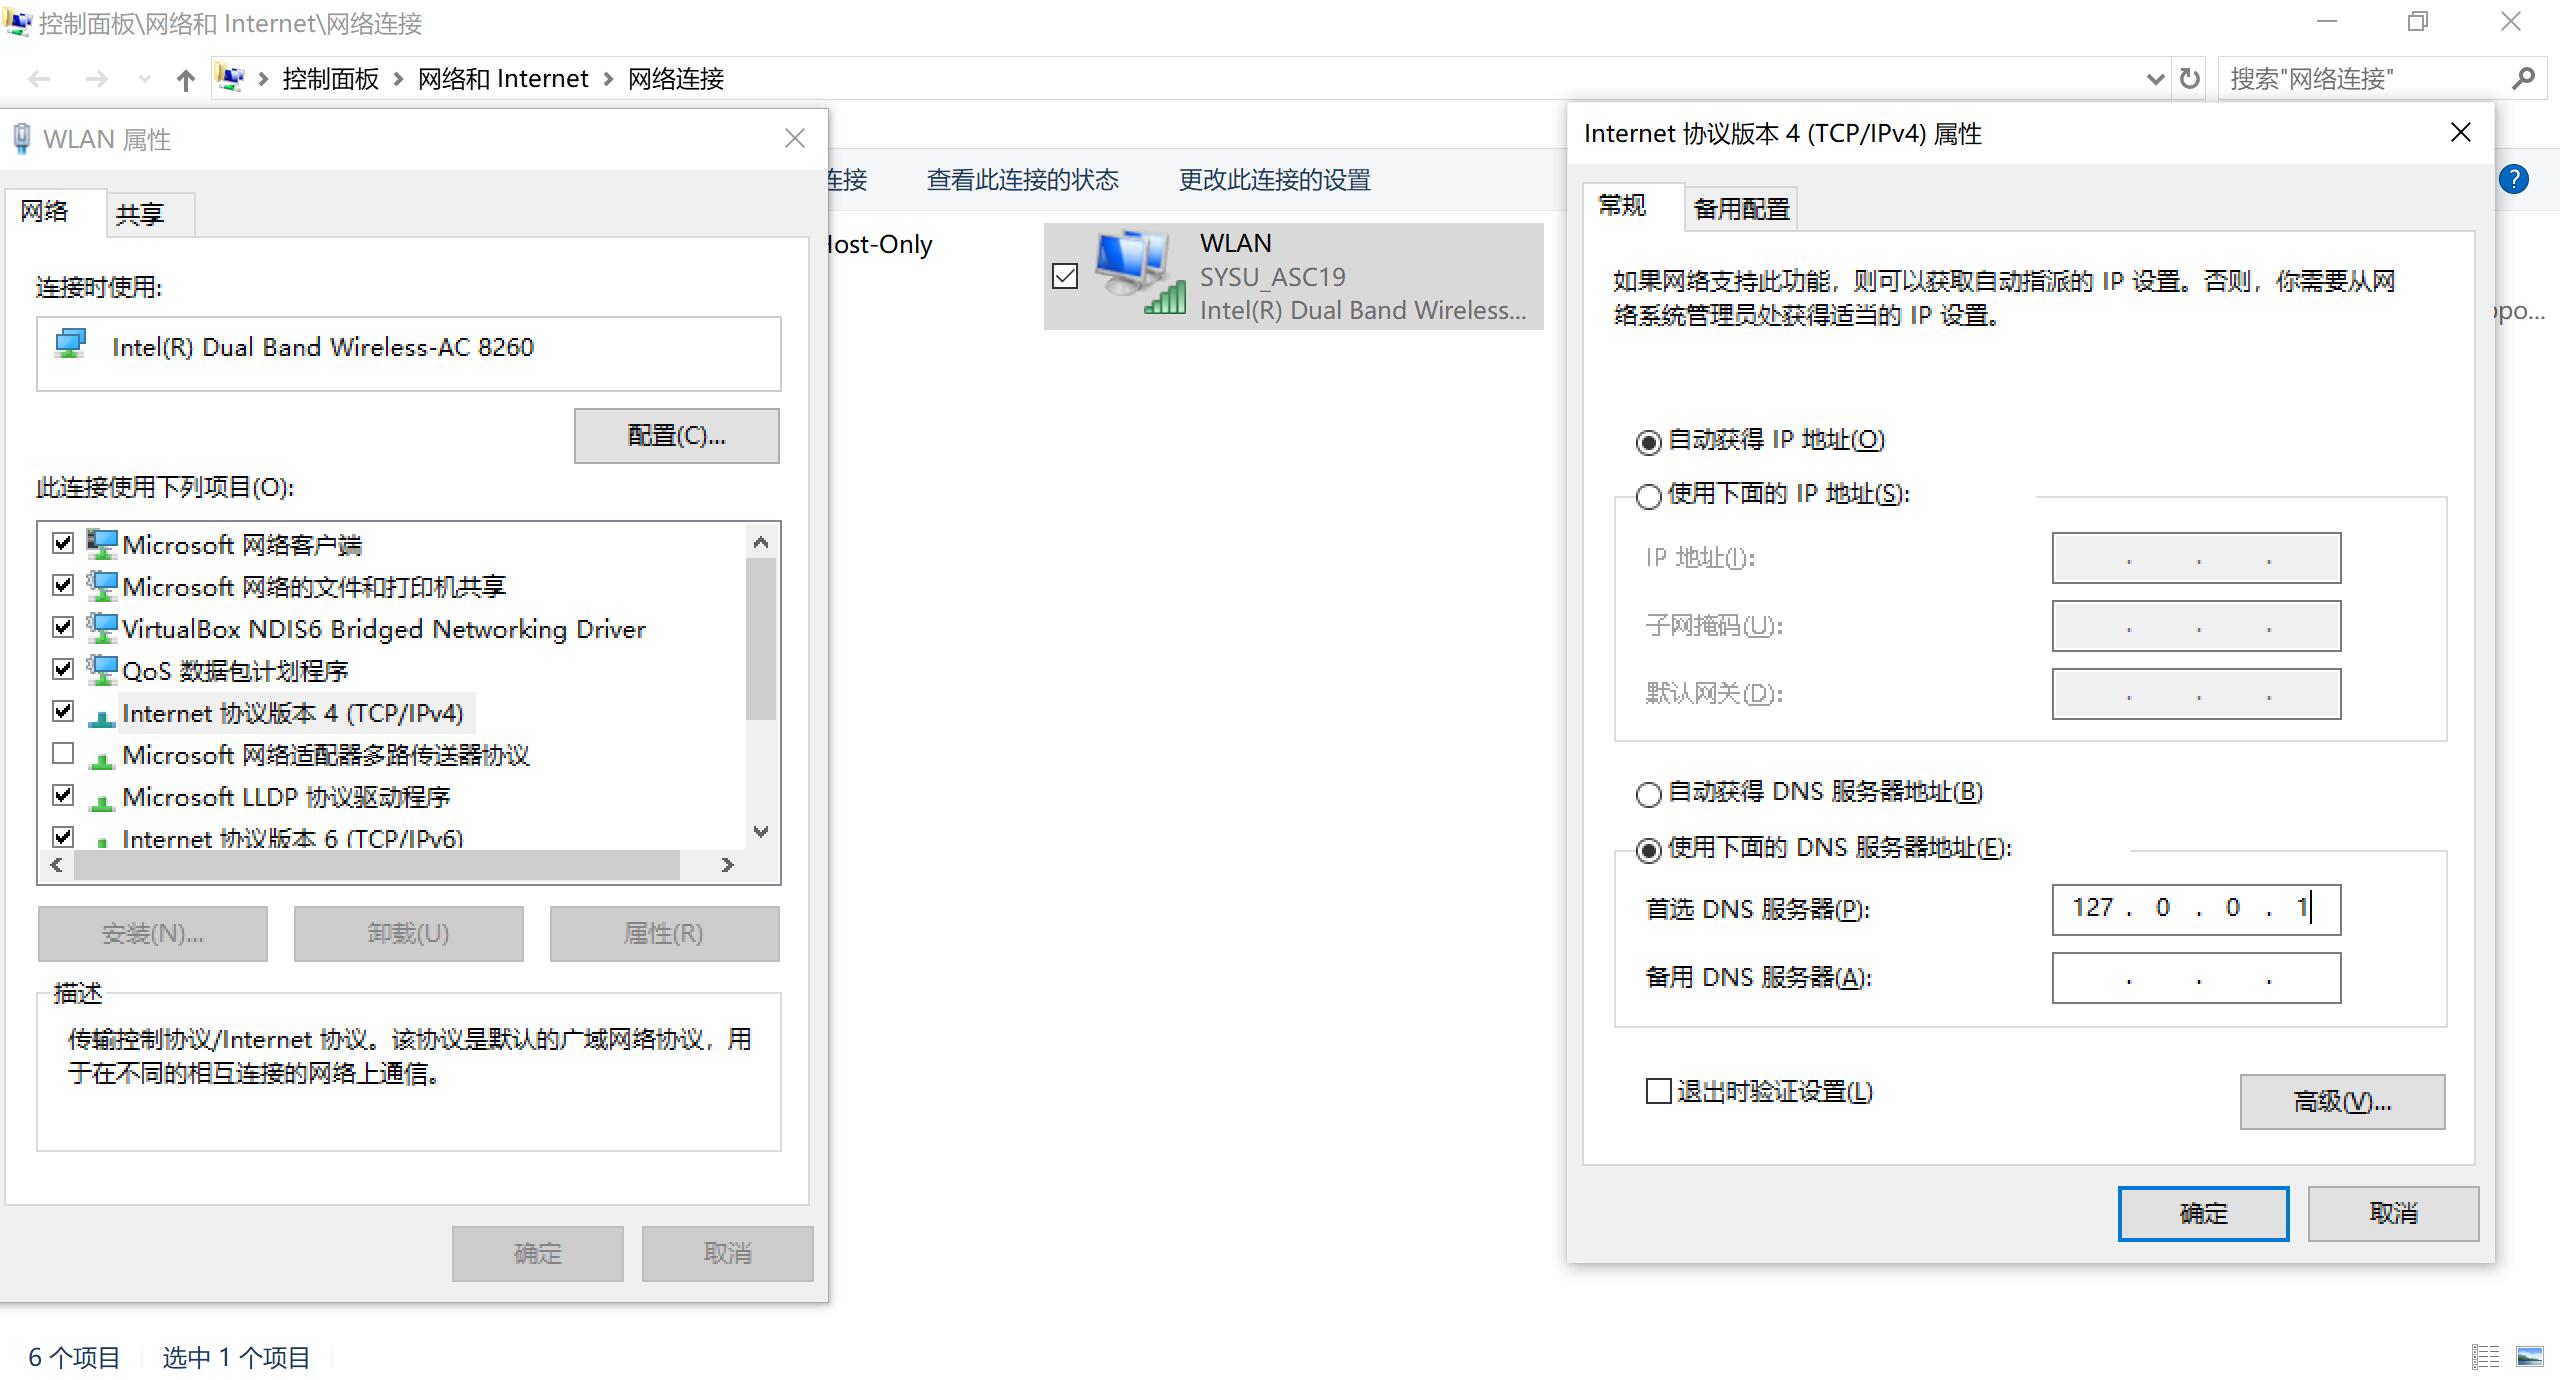 控制面板\网络和 Internet\网络连接
控制面板 > 网络和 Internet > 网络连接
搜索"网络连接"
WLAN 属性
网络
共享
连接时使用:
Intel(R) Dual Band Wireless-AC 8260
配置(C)...
此连接使用下列项目(O):
Microsoft 网络客户端
Microsoft 网络的文件和打印机共享
VirtualBox NDIS6 Bridged Networking Driver
QoS 数据包计划程序
Internet 协议版本 4 (TCP/IPv4)
Microsoft 网络适配器多路传送器协议
Microsoft LLDP 协议驱动程序
Internet 协议版本 6 (TCP/IPv6)
安装(N)...
卸载(U)
属性(R)
描述
传输控制协议/Internet 协议。该协议是默认的广域网络协议，用
于在不同的相互连接的网络上通信。
确定
取消
连接
查看此连接的状态
更改此连接的设置
Host-Only
WLAN
SYSU_ASC19
Intel(R) Dual Band Wireless...
Internet 协议版本 4 (TCP/IPv4) 属性
常规
备用配置
如果网络支持此功能，则可以获取自动指派的 IP 设置。否则，你需要从网
络系统管理员处获得适当的 IP 设置。
自动获得 IP 地址(O)
使用下面的 IP 地址(S):
IP 地址(I):
. . .
子网掩码(U):
. . .
默认网关(D):
. . .
自动获得 DNS 服务器地址(B)
使用下面的 DNS 服务器地址(E):
首选 DNS 服务器(P):
127 . 0 . 0 . 1
备用 DNS 服务器(A):
. . .
退出时验证设置(L)
高级(V)...
确定
取消
?
6 个项目
选中 1 个项目